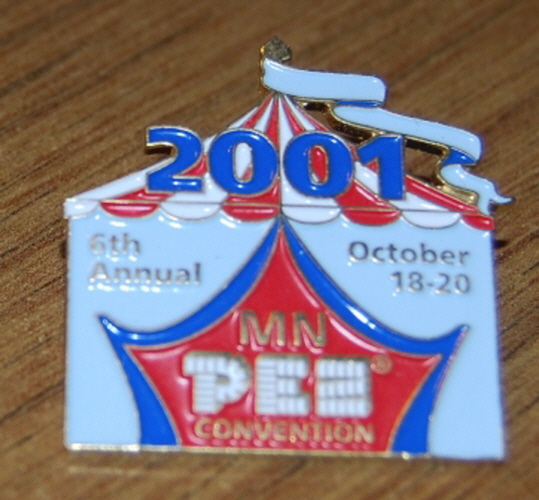 2001
6th
Annual
October
18-20
MN
PEZ®
CONVENTION